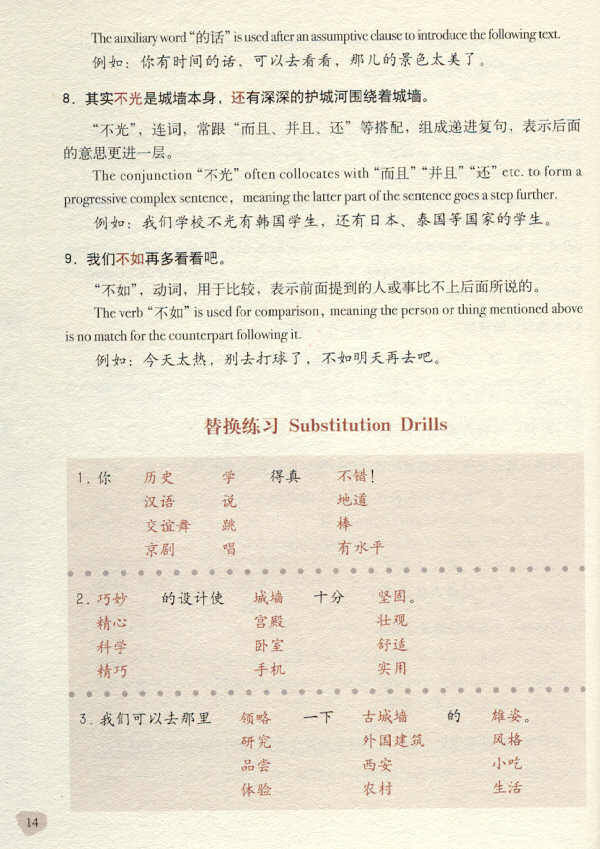 The auxiliary word “的话” is used after an assumptive clause to introduce the following text.
例如：你有时间的话，可以去看看，那儿的景色太美了。
8．其实不光是城墙本身，还有深深的护城河围绕着城墙。
“不光”，连词，常跟“而且、并且、还”等搭配，组成递进复句，表示后面
的意思更进一层。
The conjunction “不光” often collocates with “而且” “并且” “还” etc. to form a
progressive complex sentence, meaning the latter part of the sentence goes a step further.
例如：我们学校不光有韩国学生，还有日本、泰国等国家的学生。
9．我们不如再多看看吧。
“不如”，动词，用于比较，表示前面提到的人或事比不上后面所说的。
The verb “不如” is used for comparison, meaning the person or thing mentioned above
is no match for the counterpart following it.
例如：今天太热，别去打球了，不如明天再去吧。
替换练习 Substitution Drills
1．你 历史 学 得真 不错！
汉语 说 地道
交谊舞 跳 棒
京剧 唱 有水平
2．巧妙 的设计使 城墙 十分 坚固。
精心 宫殿 壮观
科学 卧室 舒适
精巧 手机 实用
3．我们可以去那里 领略 一下 古城墙 的 雄姿。
研究 外国建筑 风格
品尝 西安 小吃
体验 农村 生活
14